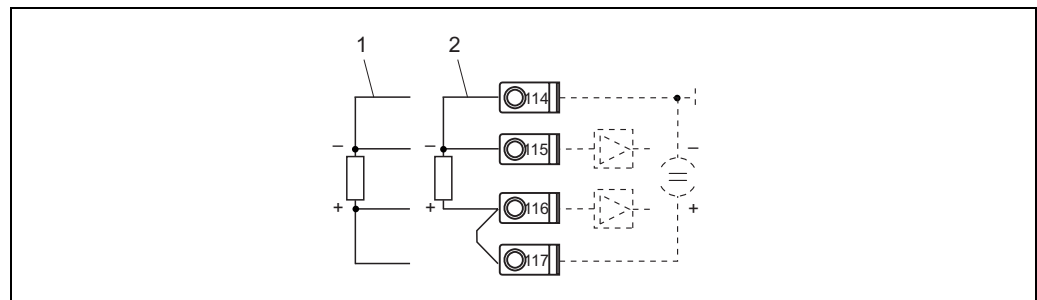 1 2
114
– – 115 –
+ + 116 +
117